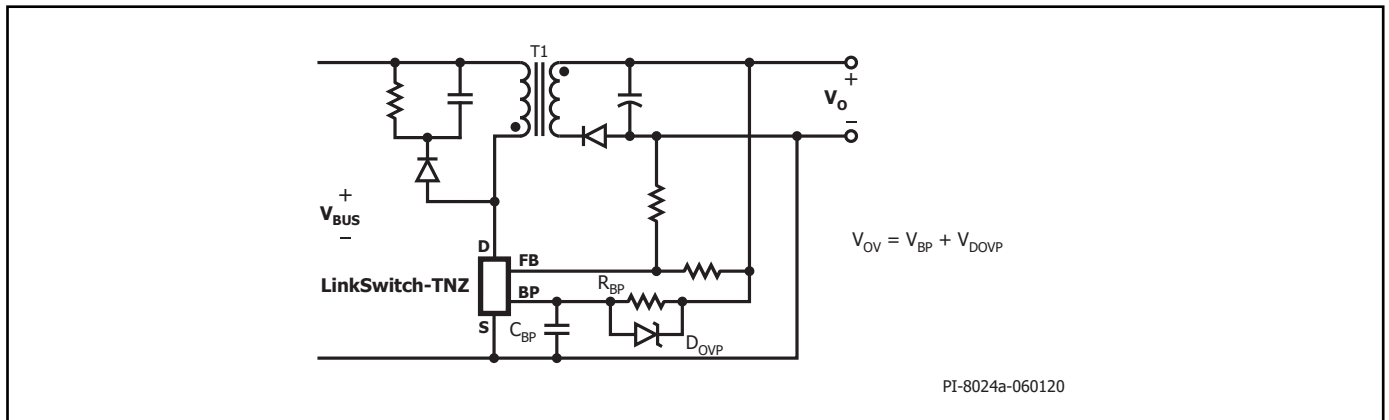 T1
+
V_O
–
+
V_BUS
–
D
FB
LinkSwitch-TNZ
R_BP
BP
S
C_BP
D_OVP
V_OV = V_BP + V_DOVP
PI-8024a-060120